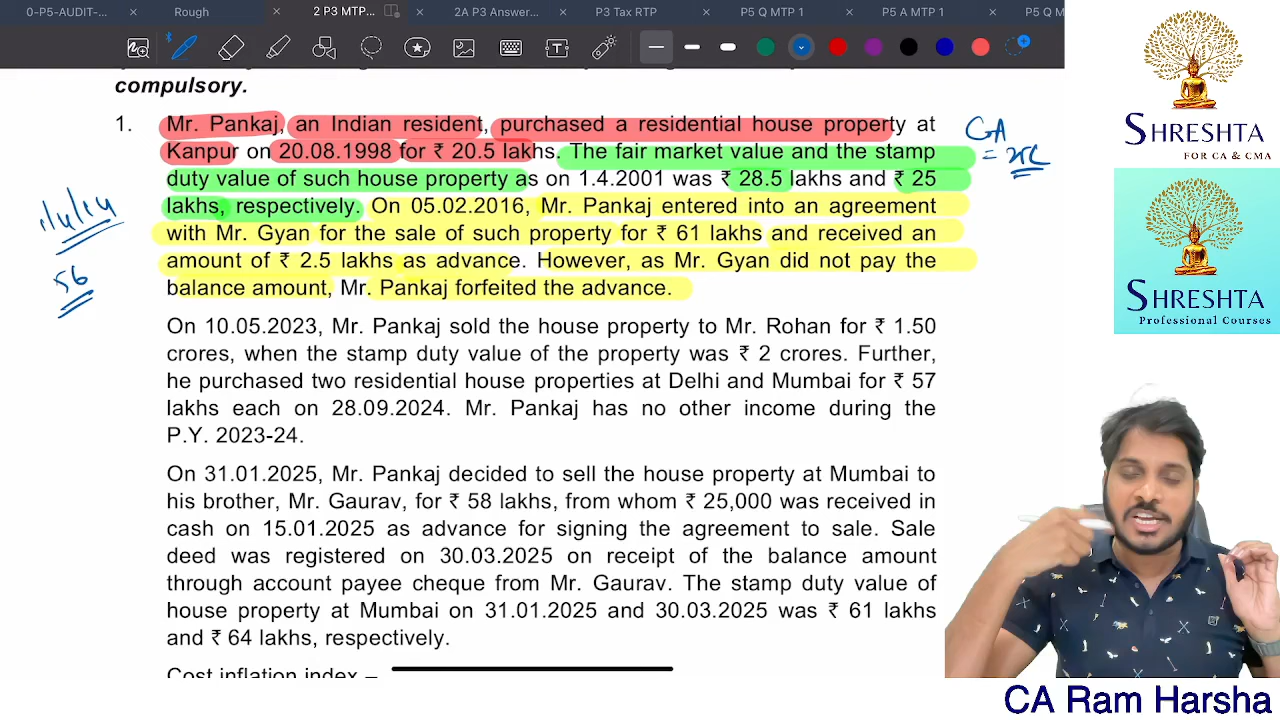 0-P5-AUDIT-... Rough 2 P3 MTP... 2A P3 Answer... P3 Tax RTP P5 Q MTP 1 P5 A MTP 1 P5 Q M
compulsory.
1. Mr. Pankaj, an Indian resident, purchased a residential house property at
Kanpur on 20.08.1998 for ₹ 20.5 lakhs. The fair market value and the stamp
duty value of such house property as on 1.4.2001 was ₹ 28.5 lakhs and ₹ 25
lakhs, respectively. On 05.02.2016, Mr. Pankaj entered into an agreement
with Mr. Gyan for the sale of such property for ₹ 61 lakhs and received an
amount of ₹ 2.5 lakhs as advance. However, as Mr. Gyan did not pay the
balance amount, Mr. Pankaj forfeited the advance.
1/4/14
56
On 10.05.2023, Mr. Pankaj sold the house property to Mr. Rohan for ₹ 1.50
crores, when the stamp duty value of the property was ₹ 2 crores. Further,
he purchased two residential house properties at Delhi and Mumbai for ₹ 57
lakhs each on 28.09.2024. Mr. Pankaj has no other income during the
P.Y. 2023-24.
On 31.01.2025, Mr. Pankaj decided to sell the house property at Mumbai to
his brother, Mr. Gaurav, for ₹ 58 lakhs, from whom ₹ 25,000 was received in
cash on 15.01.2025 as advance for signing the agreement to sale. Sale
deed was registered on 30.03.2025 on receipt of the balance amount
through account payee cheque from Mr. Gaurav. The stamp duty value of
house property at Mumbai on 31.01.2025 and 30.03.2025 was ₹ 61 lakhs
and ₹ 64 lakhs, respectively.
Cost inflation index –
SHRESHTA
FOR CA & CMA
SHRESHTA
Professional Courses
CA Ram Harsha